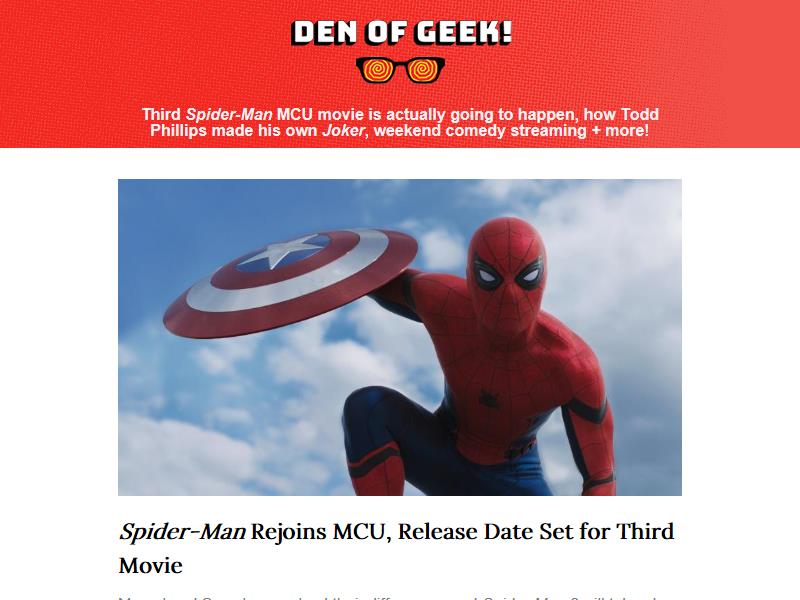 DEN OF GEEK!
Third Spider-Man MCU movie is actually going to happen, how Todd
Phillips made his own Joker, weekend comedy streaming + more!
Spider-Man Rejoins MCU, Release Date Set for Third
Movie